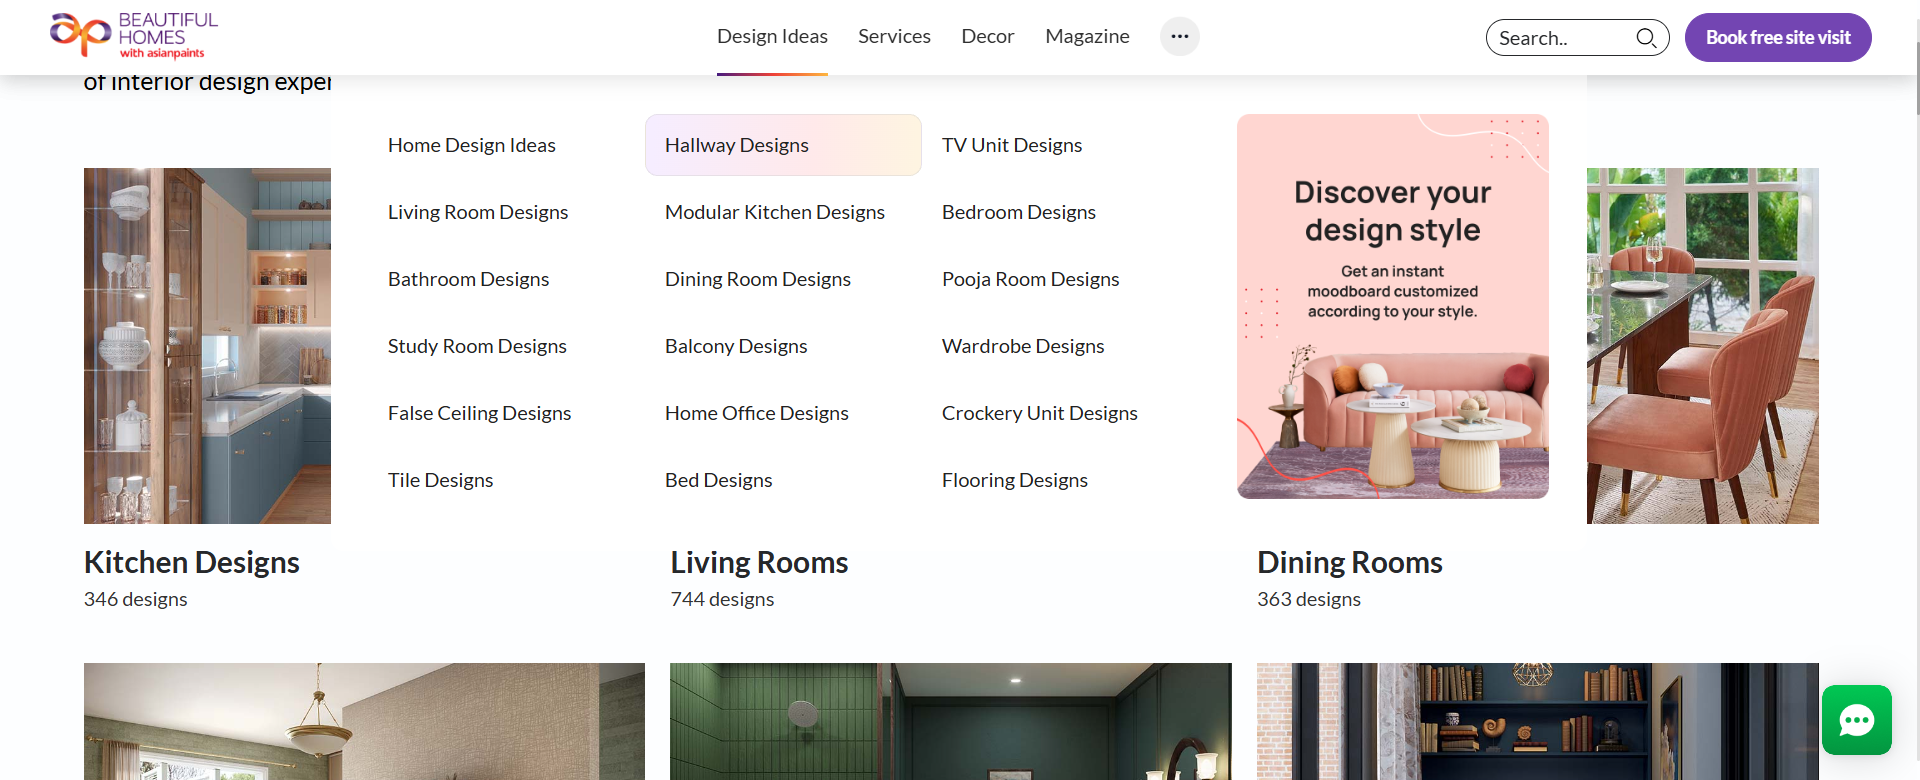 BEAUTIFUL
HOMES
with asianpaints
Design Ideas
Services
Decor
Magazine
Search..
Book free site visit
of interior design exper
Home Design Ideas
Hallway Designs
TV Unit Designs
Living Room Designs
Modular Kitchen Designs
Bedroom Designs
Bathroom Designs
Dining Room Designs
Pooja Room Designs
Study Room Designs
Balcony Designs
Wardrobe Designs
False Ceiling Designs
Home Office Designs
Crockery Unit Designs
Tile Designs
Bed Designs
Flooring Designs
Discover your
design style
Get an instant
moodboard customized
according to your style.
Kitchen Designs
346 designs
Living Rooms
744 designs
Dining Rooms
363 designs